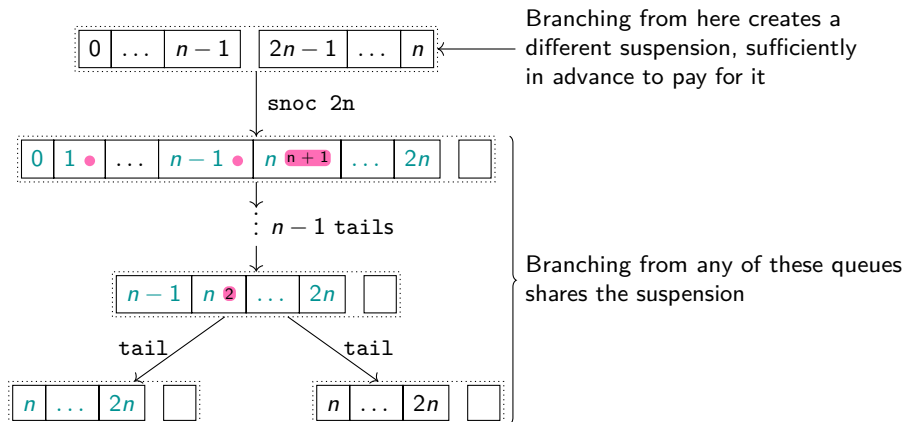 0 ... n − 1 2n − 1 ... n
Branching from here creates a
different suspension, sufficiently
in advance to pay for it
snoc 2n
0 1 ... n − 1 n n + 1 ... 2n
⋮ n − 1 tails
n − 1 n 2 ... 2n
Branching from any of these queues
shares the suspension
tail tail
n ... 2n n ... 2n